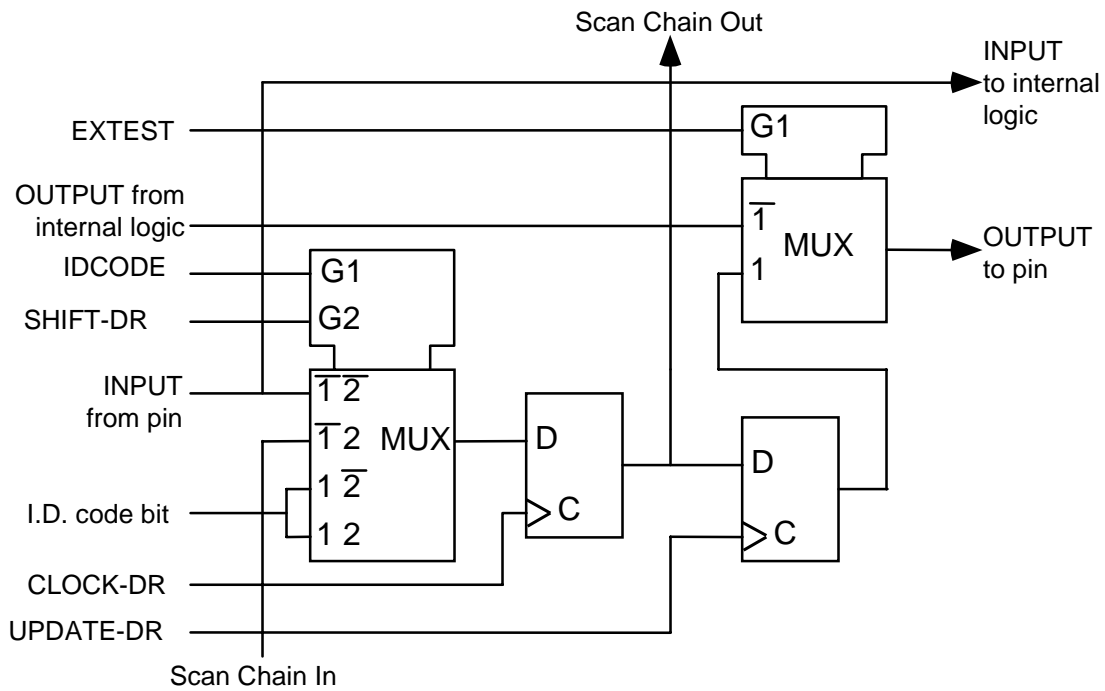 Scan Chain Out
INPUT
to internal
logic
EXTEST
G1
OUTPUT from
internal logic
1̅
MUX
1
OUTPUT
to pin
IDCODE
G1
SHIFT-DR
G2
INPUT
from pin
1̅ 2̅
1̅ 2
MUX
1 2̅
1 2
I.D. code bit
D
C
D
C
CLOCK-DR
UPDATE-DR
Scan Chain In